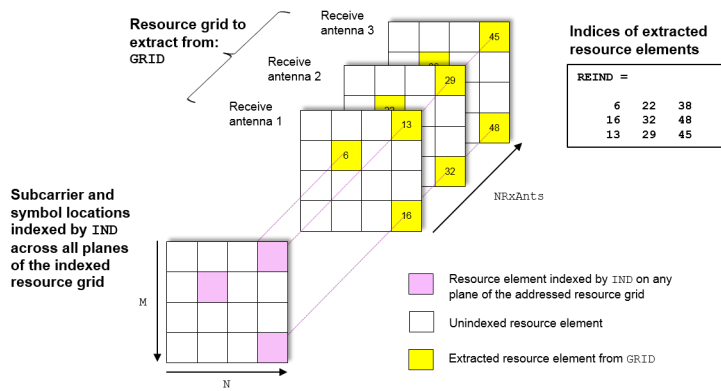 Resource grid to
extract from:
GRID
Receive
antenna 3
Receive
antenna 2
Receive
antenna 1
45
29
13
6
48
32
16
NRxAnts
Indices of extracted
resource elements
REIND =
6 22 38
16 32 48
13 29 45
Subcarrier and
symbol locations
indexed by IND
across all planes
of the indexed
resource grid
M
N
Resource element indexed by IND on any
plane of the addressed resource grid
Unindexed resource element
Extracted resource element from GRID